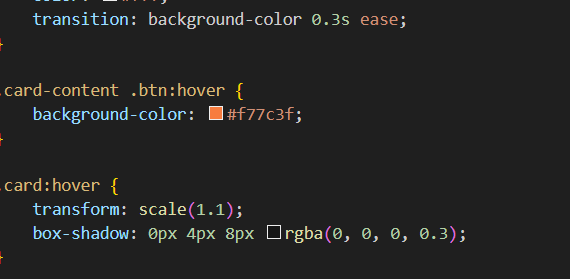 transition: background-color 0.3s ease;
}
.card-content .btn:hover {
background-color: #f77c3f;
}
.card:hover {
transform: scale(1.1);
box-shadow: 0px 4px 8px rgba(0, 0, 0, 0.3);
}